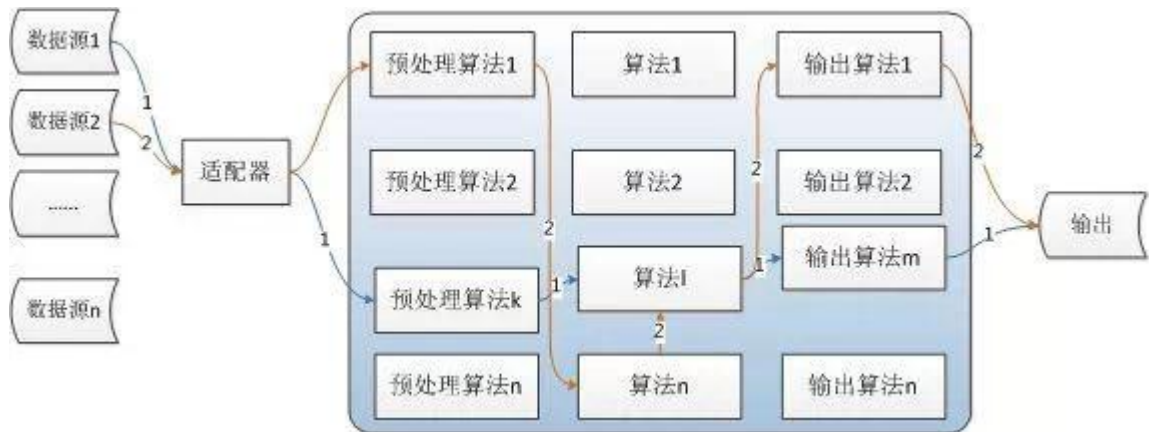 数据源1
数据源2
......
数据源n
1
2
适配器
1
预处理算法1
预处理算法2
预处理算法k
预处理算法n
2
1
算法1
算法2
算法l
2
算法n
2
1
输出算法1
输出算法2
输出算法m
输出算法n
2
1
输出